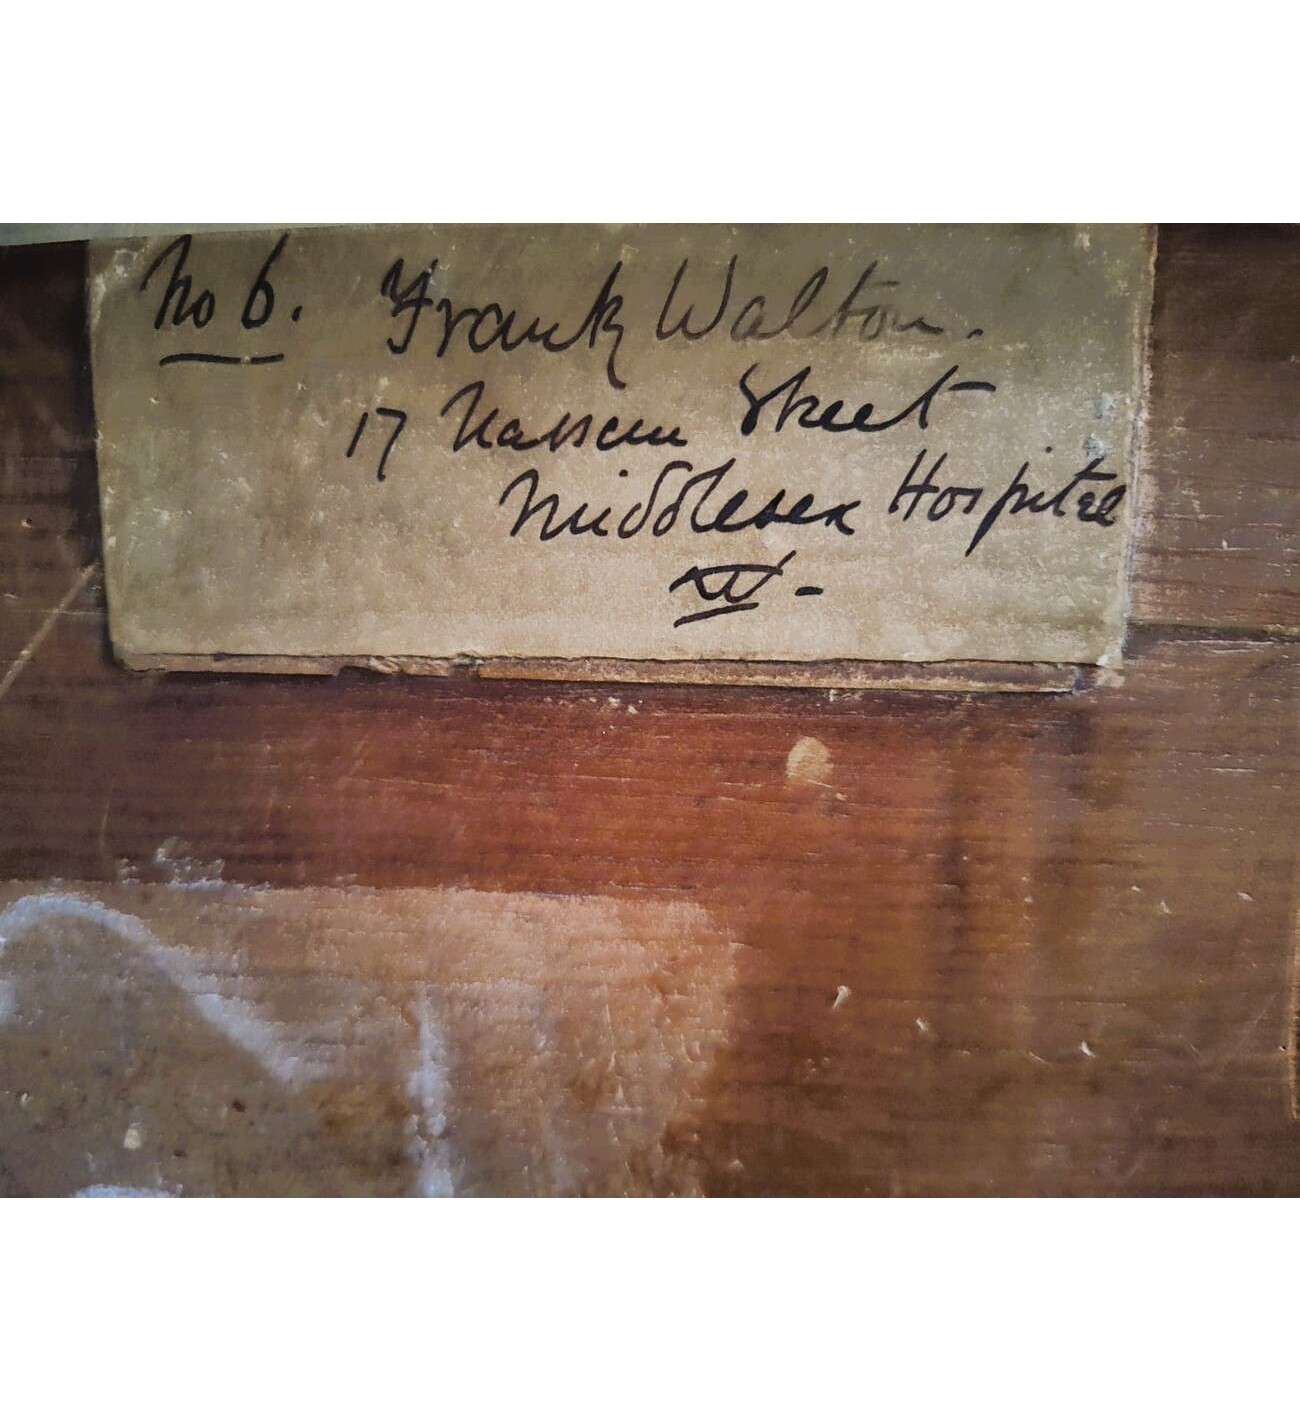 No 6. Frank Walton.
17 Nassau Street
Middlesex Hospital
W.-